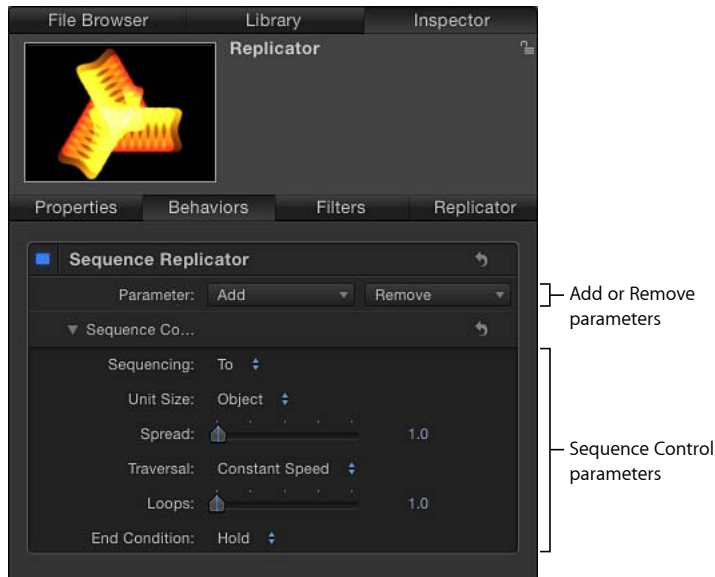 File Browser Library Inspector
Replicator
Properties Behaviors Filters Replicator
Sequence Replicator
Parameter: Add Remove
Add or Remove
parameters
Sequence Co...
Sequencing: To
Unit Size: Object
Spread: 1.0
Traversal: Constant Speed
Loops: 1.0
End Condition: Hold
Sequence Control
parameters